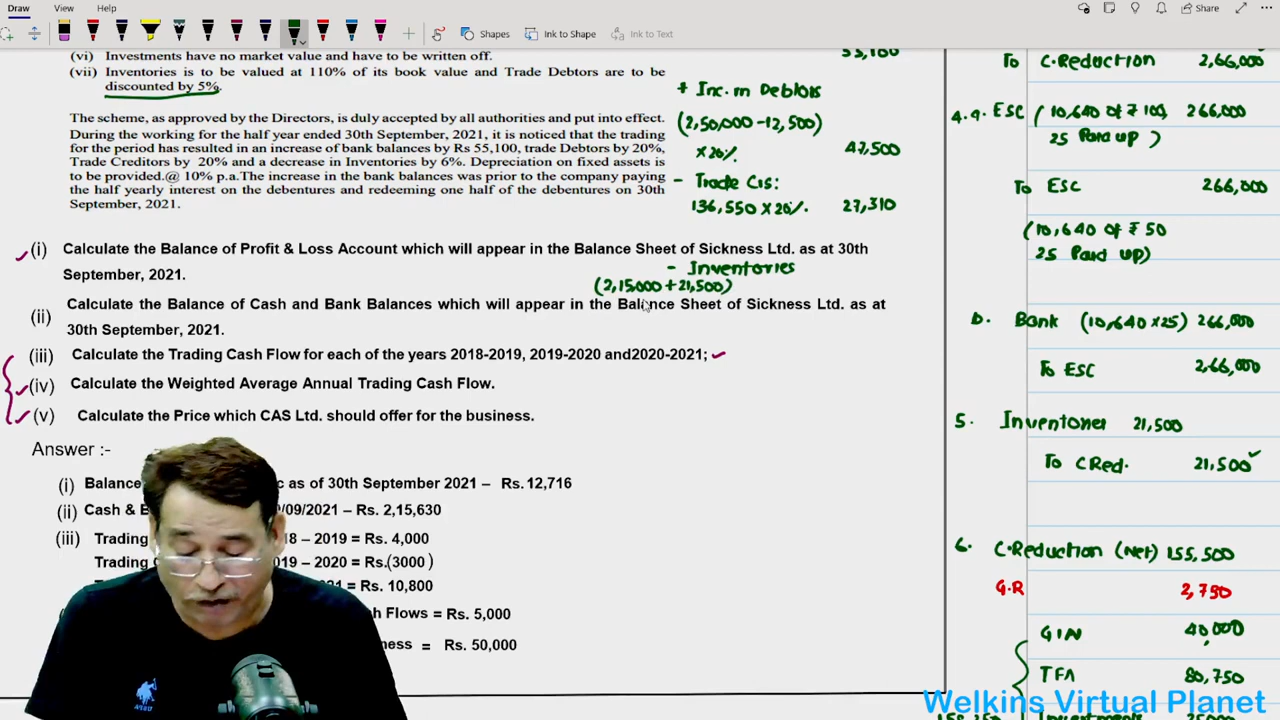 Draw View Help
Share
Shapes
Ink to Shape
Ink to Text
(vi) Investments have no market value and have to be written off.
(vii) Inventories is to be valued at 110% of its book value and Trade Debtors are to be
discounted by 5%.
The scheme, as approved by the Directors, is duly accepted by all authorities and put into effect.
During the working for the half year ended 30th September, 2021, it is noticed that the trading
for the period has resulted in an increase of bank balances by Rs 55,100, trade Debtors by 20%,
Trade Creditors by 20% and a decrease in Inventories by 6%. Depreciation on fixed assets is
to be provided.@ 10% p.a.The increase in the bank balances was prior to the company paying
the half yearly interest on the debentures and redeeming one half of the debentures on 30th
September, 2021.
55,100
+ Inc. in Debtors
(2,50,000 - 12,500)
x 20% 47,500
- Trade Crs:
136,550 x 20% 27,310
- Inventories
(2,15,000 + 21,500)
(i) Calculate the Balance of Profit & Loss Account which will appear in the Balance Sheet of Sickness Ltd. as at 30th
September, 2021.
(ii) Calculate the Balance of Cash and Bank Balances which will appear in the Balance Sheet of Sickness Ltd. as at
30th September, 2021.
(iii) Calculate the Trading Cash Flow for each of the years 2018-2019, 2019-2020 and2020-2021;
(iv) Calculate the Weighted Average Annual Trading Cash Flow.
(v) Calculate the Price which CAS Ltd. should offer for the business.
Answer :-
(i) Balance as of 30th September 2021 – Rs. 12,716
(ii) Cash & /09/2021 – Rs. 2,15,630
(iii) Trading 18 – 2019 = Rs. 4,000
Trading 19 – 2020 = Rs.(3000 )
= Rs. 10,800
Cash Flows = Rs. 5,000
= Rs. 50,000
To C.Reduction 2,66,000
4.a. ESC (10,640 of ₹ 100, 266,000
25 Paid up)
To ESC 266,000
(10,640 of ₹ 50
25 Paid up)
b. Bank (10,640 x 25) 266,000
To ESC 2,66,000
5. Inventories 21,500
To C Red. 21,500
6. C.Reduction (Net) 155,500
G.R 2,750
G/W 40,000
TFA 80,750
Investments
Welkins Virtual Planet